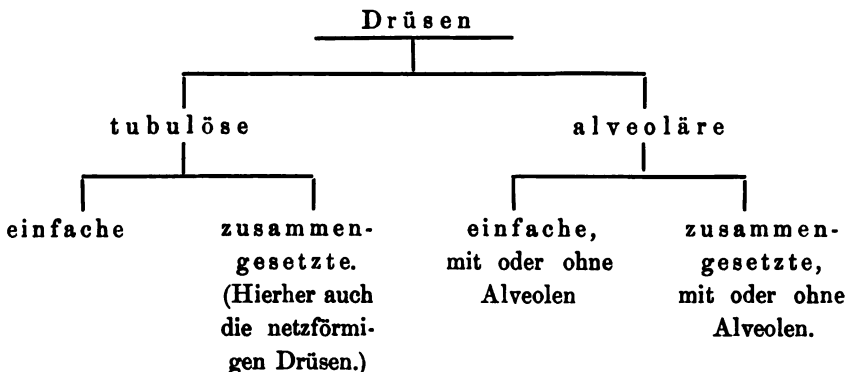 Drüsen
tubulöse
alveoläre
einfache
zusammen-
gesetzte.
(Hierher auch
die netzförmi-
gen Drüsen.)
einfache,
mit oder ohne
Alveolen
zusammen-
gesetzte,
mit oder ohne
Alveolen.